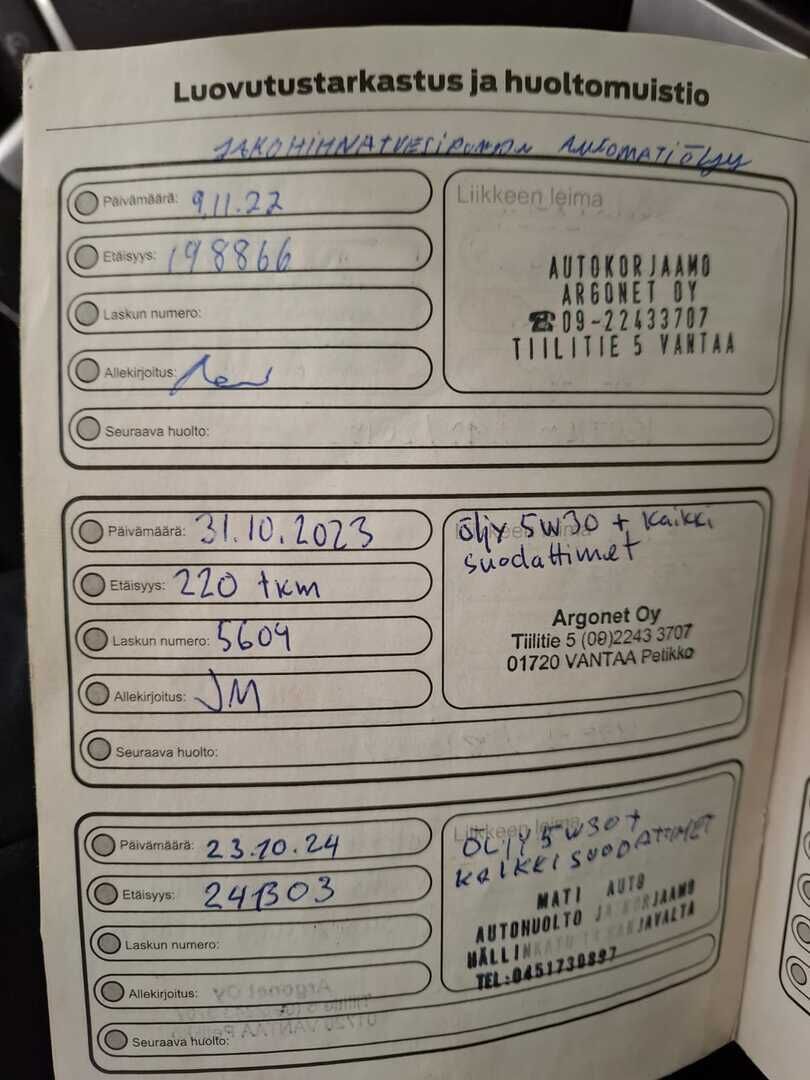 Luovutustarkastus ja huoltomuistio
JAKOHIHNAT VESIPUMPPU AUTOMATIÖLJY
Päivämäärä: 9.11.22
Liikkeen leima
Etäisyys: 198866
Laskun numero:
Allekirjoitus:
Seuraava huolto:
AUTOKORJAAMO
ARGONET OY
☎09-22433707
TIILITIE 5 VANTAA
Päivämäärä: 31.10.2023
Etäisyys: 220 tkm
Laskun numero: 5604
Allekirjoitus: JM
Seuraava huolto:
Liikkeen leima
öljy 5W30 + kaikki
suodattimet
Argonet Oy
Tiilitie 5 (09)2243 3707
01720 VANTAA Petikko
Päivämäärä: 23.10.24
Etäisyys: 241303
Laskun numero:
Allekirjoitus:
Seuraava huolto:
Liikkeen leima
ÖLJY 5W30 +
KAIKKI SUODATTIMET
MATI AUTO
AUTOHUOLTO JA KORJAAMO
TEL:0451730897